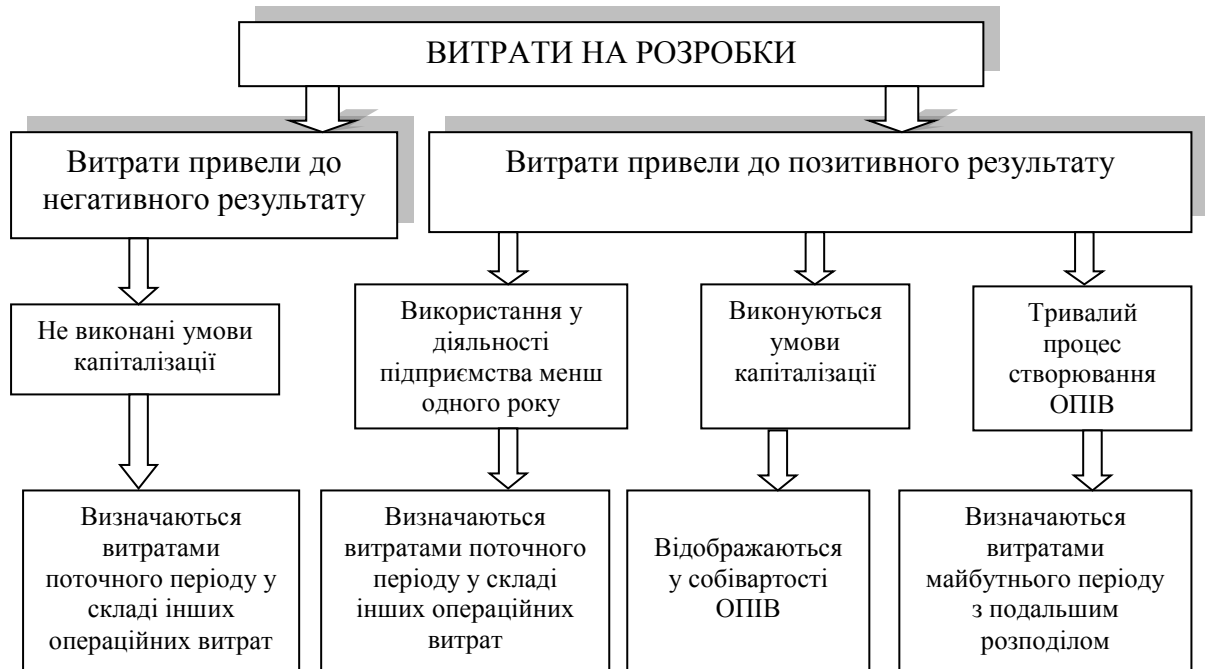 ВИТРАТИ НА РОЗРОБКИ
Витрати привели до
негативного результату
Витрати привели до позитивного результату
Не виконані умови
капіталізації
Використання у
діяльності
підприємства менш
одного року
Виконуються
умови
капіталізації
Тривалий
процес
створювання
ОПІВ
Визначаються
витратами
поточного періоду у
складі інших
операційних витрат
Визначаються
витратами поточного
періоду у складі
інших операційних
витрат
Відображаються
у собівартості
ОПІВ
Визначаються
витратами
майбутнього періоду
з подальшим
розподілом